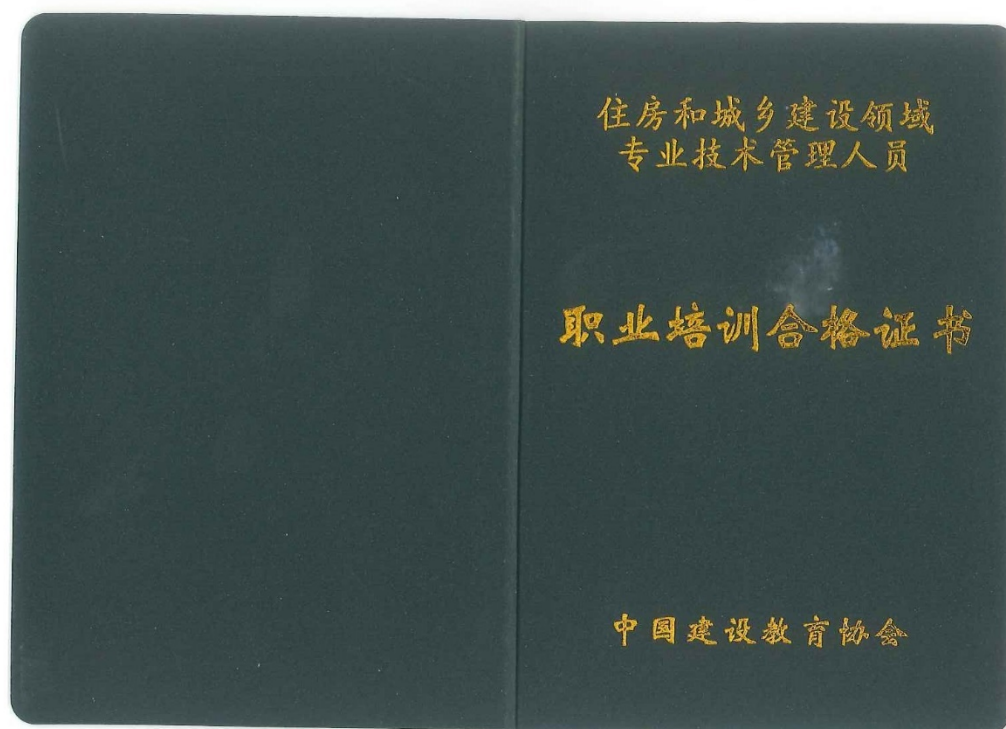 住房和城乡建设领域
专业技术管理人员
职业培训合格证书
中国建设教育协会